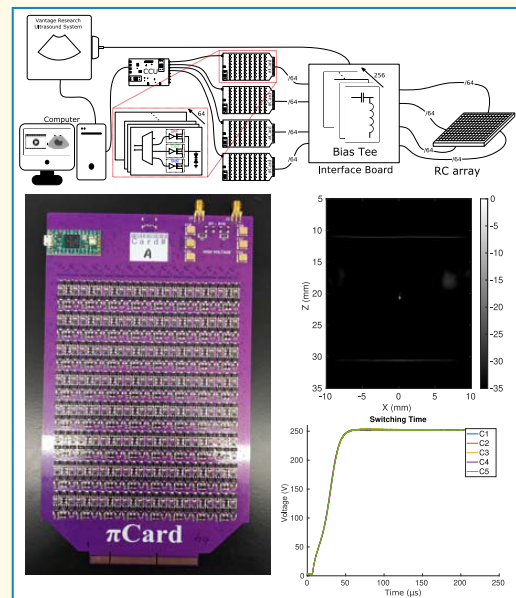 Vantage Research
Ultrasound System
CCU
Computer
64
/64
/64
/64
/64
256
Bias Tee
Interface Board
/64
/64
/64
/64
RC array
Card#
A
HIGH VOLTAGE
πCard
5
10
15
20
25
30
35
Z (mm)
-10
-5
0
5
10
X (mm)
0
-5
-10
-15
-20
-25
-30
-35
Switching Time
250
200
150
100
50
0
Voltage (V)
0
50
100
150
200
250
Time (µs)
C1
C2
C3
C4
C5